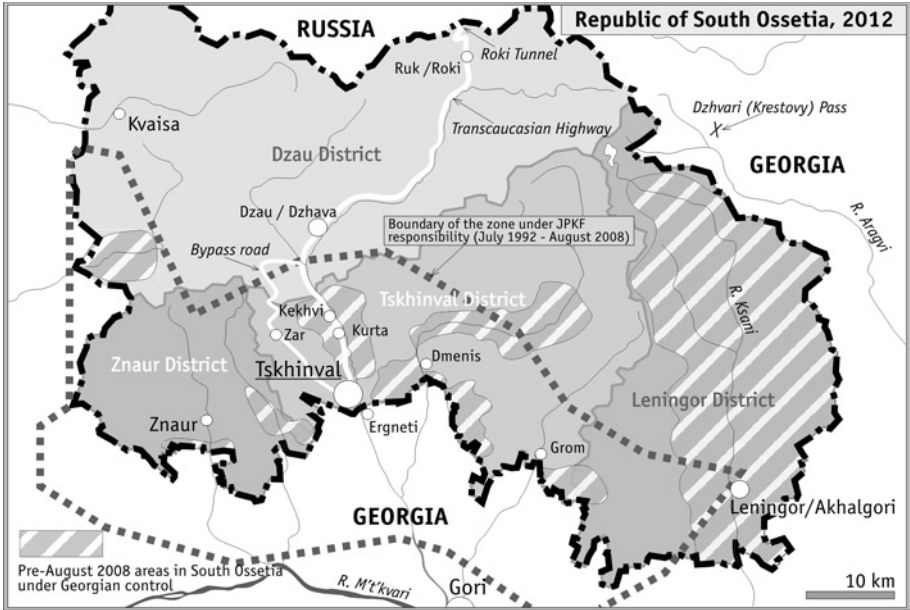 Republic of South Ossetia, 2012
RUSSIA
Roki Tunnel
Ruk /Roki
Dzhvari (Krestovy) Pass
Kvaisa
Transcaucasian Highway
Dzau District
GEORGIA
R. Aragvi
Dzau / Dzhava
Boundary of the zone under JPKF
responsibility (July 1992 - August 2008)
Bypass road
R. Ksani
Tskhinval District
Kekhvi
Kurta
Zar
Znaur District
Dmenis
Tskhinval
Leningor District
Znaur
Ergneti
Grom
Leningor/Akhalgori
GEORGIA
Pre-August 2008 areas in South Ossetia
under Georgian control
R. M't'kvari
Gori
10 km